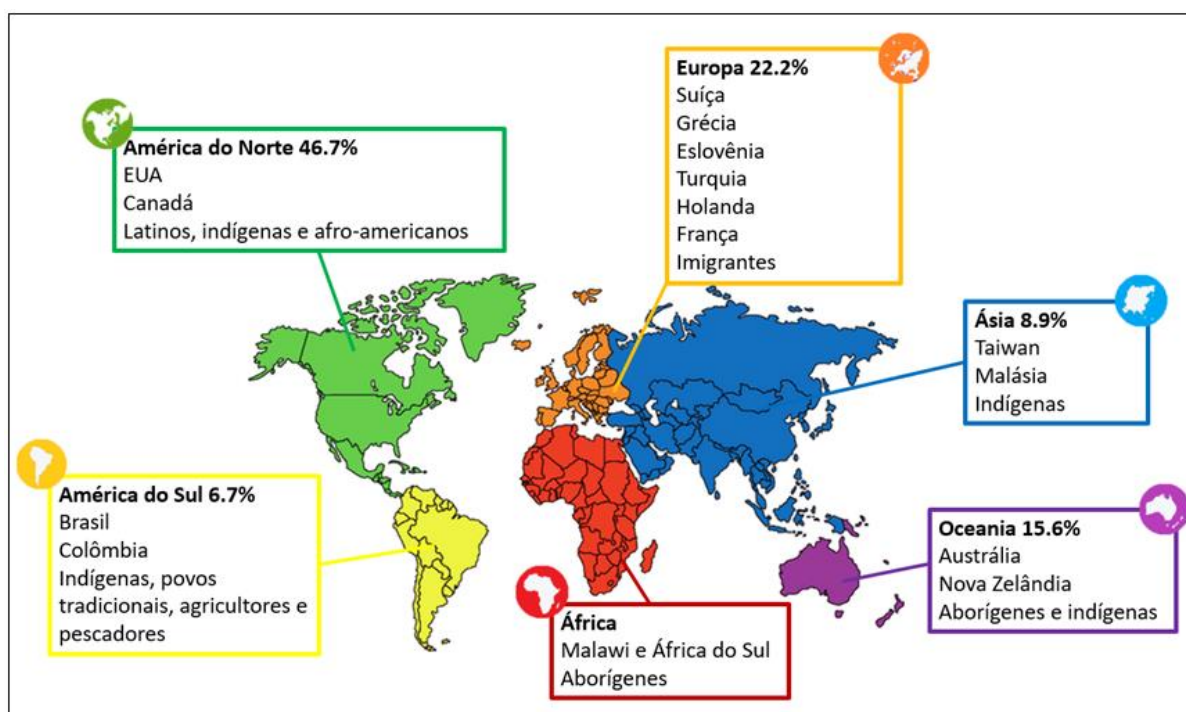 Europa 22.2%
Suíça
Grécia
Eslovênia
Turquia
Holanda
França
Imigrantes
América do Norte 46.7%
EUA
Canadá
Latinos, indígenas e afro-americanos
Ásia 8.9%
Taiwan
Malásia
Indígenas
América do Sul 6.7%
Brasil
Colômbia
Indígenas, povos
tradicionais, agricultores e
pescadores
Oceania 15.6%
Austrália
Nova Zelândia
Aborígenes e indígenas
África
Malawi e África do Sul
Aborígenes